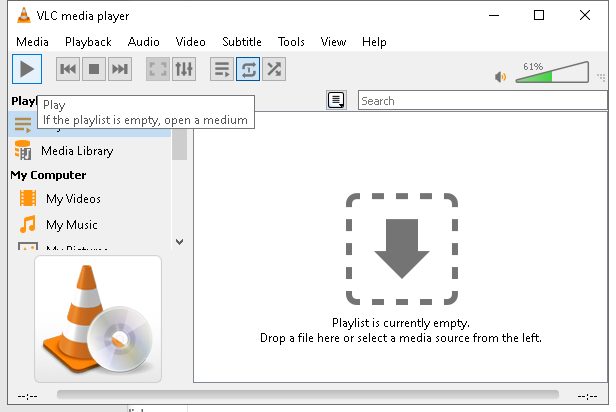 VLC media player
Media Playback Audio Video Subtitle Tools View Help
61%
Search
Play
If the playlist is empty, open a medium
Media Library
My Computer
My Videos
My Music
My Pictures
Playlist is currently empty.
Drop a file here or select a media source from the left.
--:-- --:--